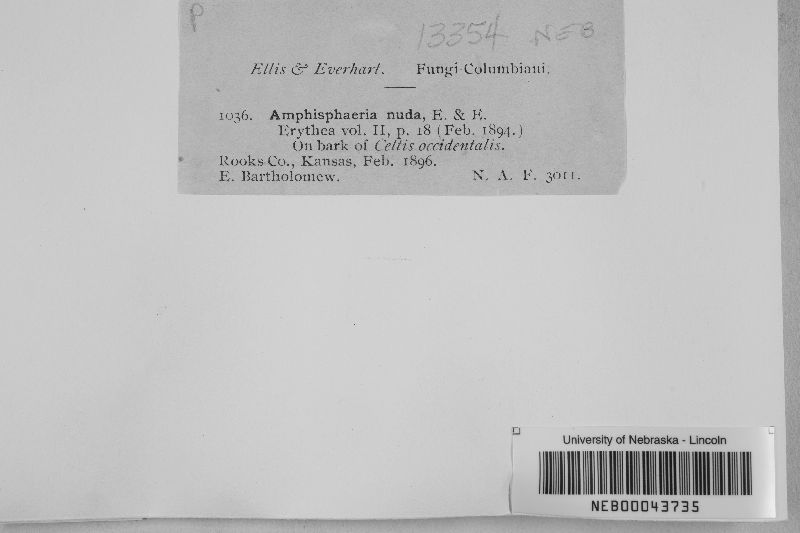 P
13354 NEB
Ellis & Everhart. Fungi Columbiani.
1036. Amphisphaeria nuda, E. & E.
Erythea vol. II, p. 18 (Feb. 1894.)
On bark of Celtis occidentalis.
Rooks Co., Kansas, Feb. 1896.
E. Bartholomew. N. A. F. 3011.
University of Nebraska - Lincoln
NEB00043735